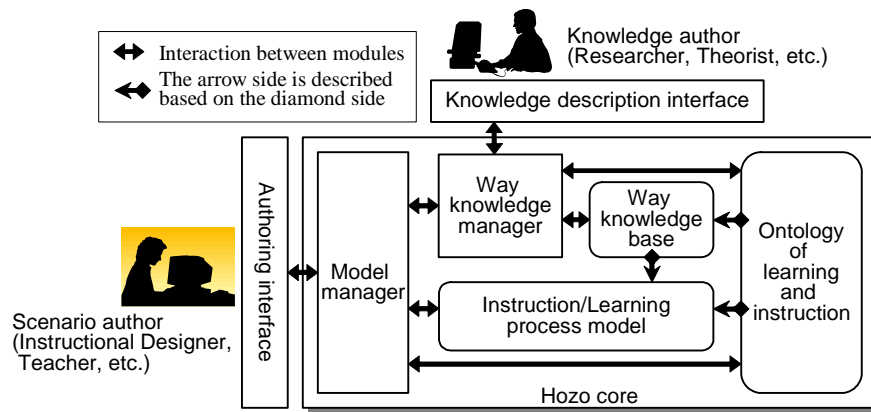 Knowledge author
(Researcher, Theorist, etc.)
Interaction between modules
The arrow side is described
based on the diamond side
Knowledge description interface
Authoring interface
Scenario author
(Instructional Designer,
Teacher, etc.)
Model
manager
Way
knowledge
manager
Way
knowledge
base
Instruction/Learning
process model
Ontology
of
learning
and
instruction
Hozo core